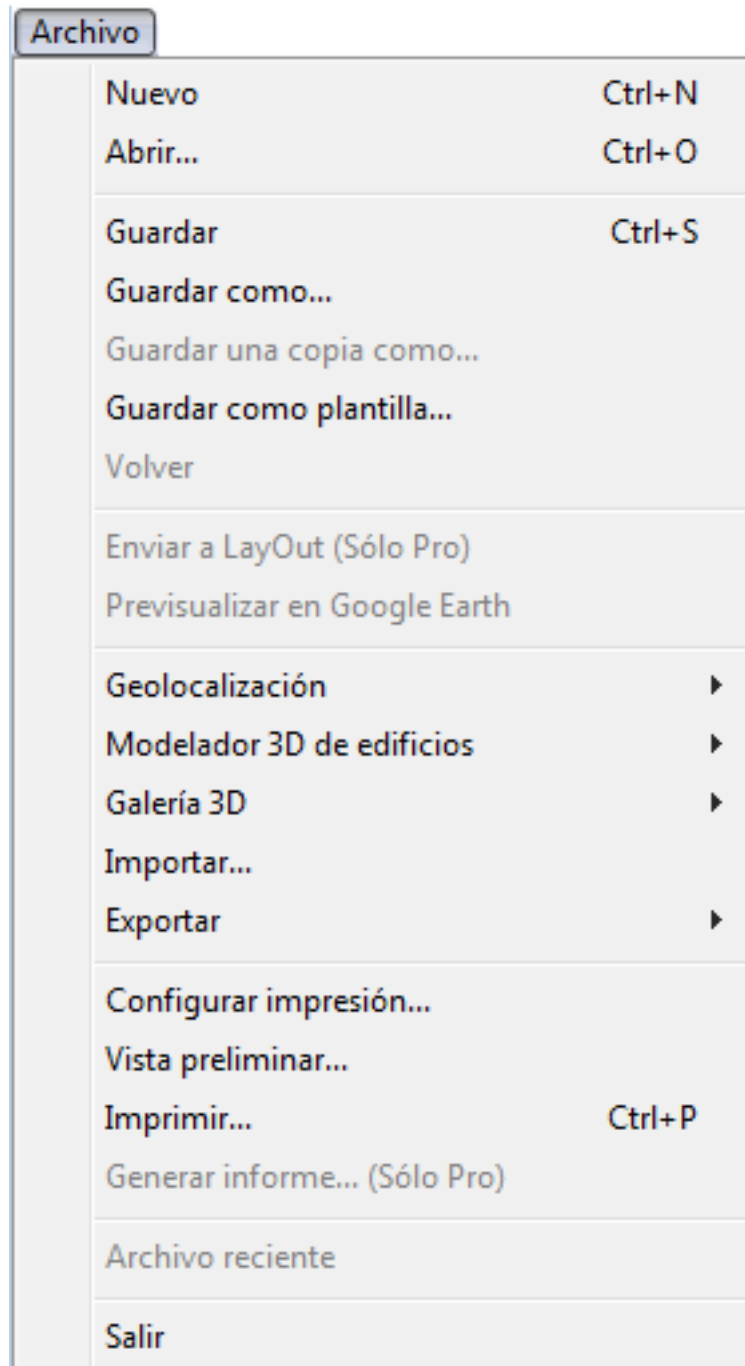 Archivo
Nuevo Ctrl+N
Abrir... Ctrl+O
Guardar Ctrl+S
Guardar como...
Guardar una copia como...
Guardar como plantilla...
Volver
Enviar a LayOut (Sólo Pro)
Previsualizar en Google Earth
Geolocalización
Modelador 3D de edificios
Galería 3D
Importar...
Exportar
Configurar impresión...
Vista preliminar...
Imprimir... Ctrl+P
Generar informe... (Sólo Pro)
Archivo reciente
Salir